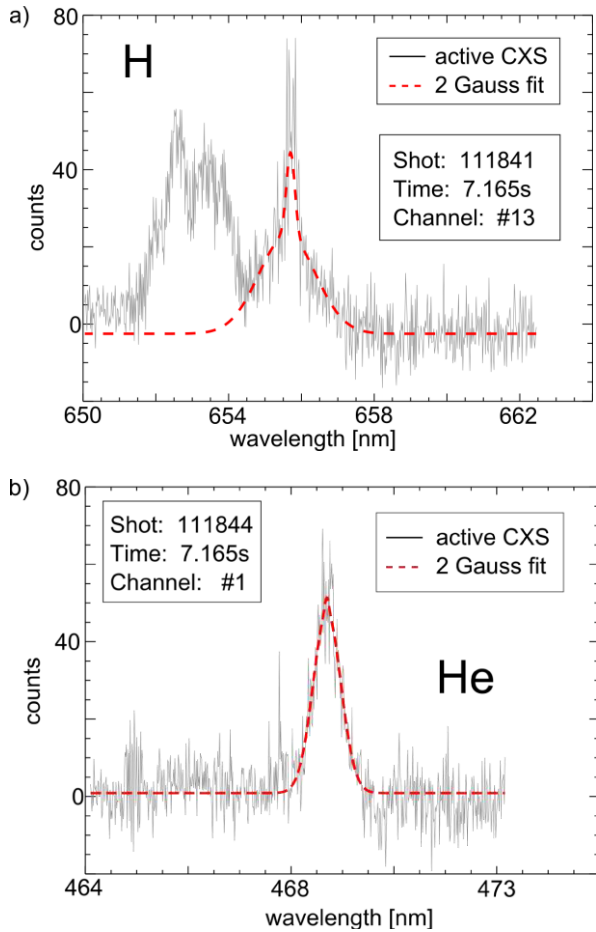 a)
80
H
active CXS
2 Gauss fit
Shot: 111841
Time: 7.165s
Channel: #13
40
counts
0
650 654 658 662
wavelength [nm]
b)
80
Shot: 111844
Time: 7.165s
Channel: #1
active CXS
2 Gauss fit
40
He
counts
0
464 468 473
wavelength [nm]